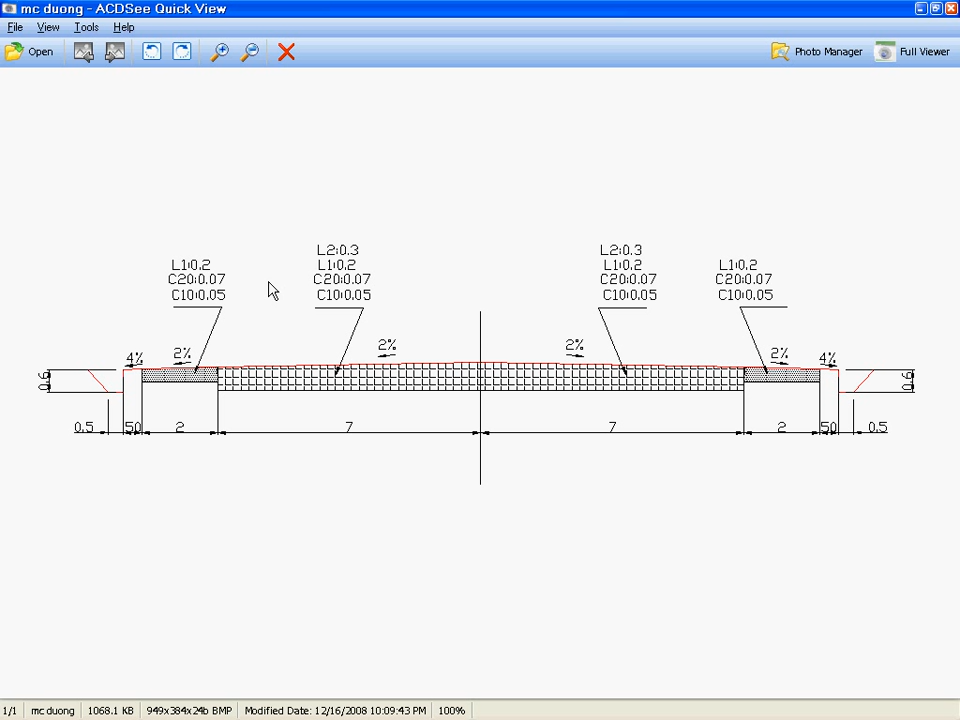 mc duong - ACDSee Quick View
File View Tools Help
Open
Photo Manager
Full Viewer
L1:0.2
C20:0.07
C10:0.05
L2:0.3
L1:0.2
C20:0.07
C10:0.05
L2:0.3
L1:0.2
C20:0.07
C10:0.05
L1:0.2
C20:0.07
C10:0.05
4% 2% 2% 2% 2% 4%
0.6 0.6
0.5 50 2 7 7 2 50 0.5
1/1 mc duong 1068.1 KB 949x384x24b BMP Modified Date: 12/16/2008 10:09:43 PM 100%